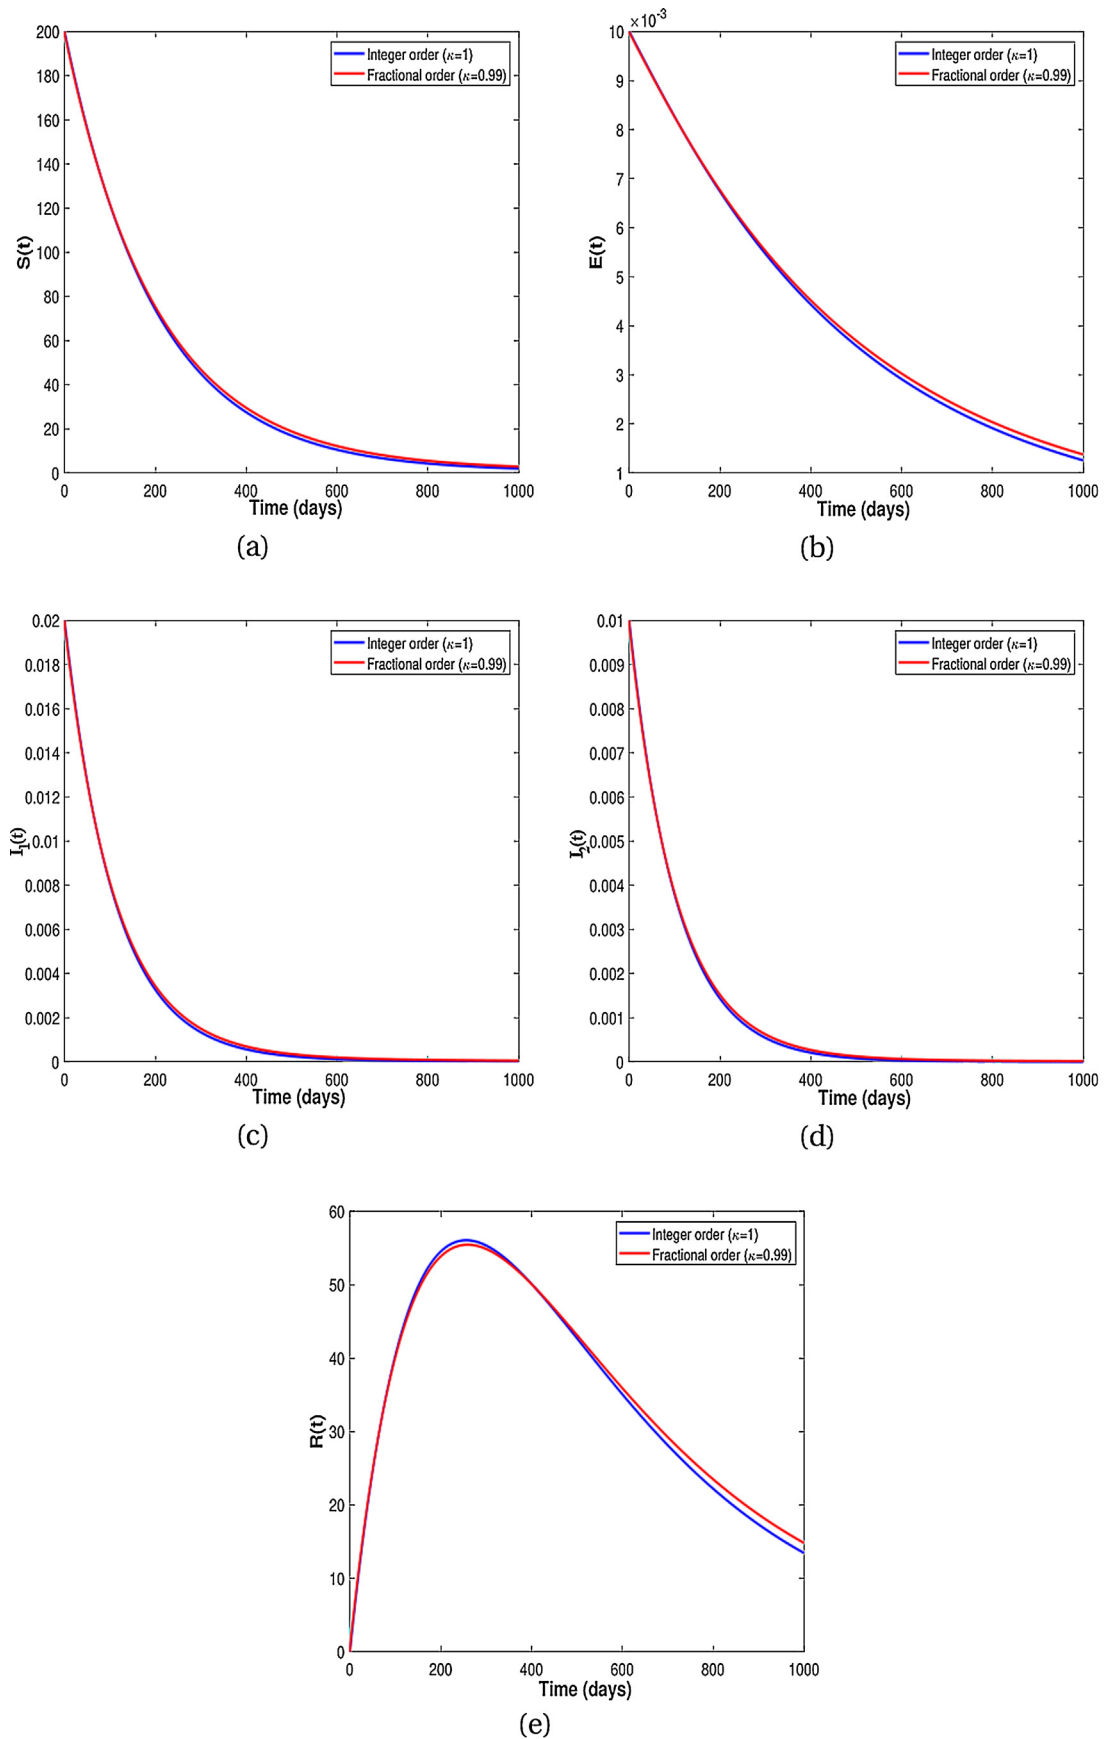 ×10⁻³
200
180
160
140
120
100
80
60
40
20
0
S(t)
Integer order (κ=1)
Fractional order (κ=0.99)
0 200 400 600 800 1000
Time (days)
(a)
10
9
8
7
6
5
4
3
2
1
E(t)
Integer order (κ=1)
Fractional order (κ=0.99)
0 200 400 600 800 1000
Time (days)
(b)
0.02
0.018
0.016
0.014
0.012
0.01
0.008
0.006
0.004
0.002
0
I₁(t)
Integer order (κ=1)
Fractional order (κ=0.99)
0 200 400 600 800 1000
Time (days)
(c)
0.01
0.009
0.008
0.007
0.006
0.005
0.004
0.003
0.002
0.001
0
I₂(t)
Integer order (κ=1)
Fractional order (κ=0.99)
0 200 400 600 800 1000
Time (days)
(d)
60
50
40
30
20
10
0
R(t)
Integer order (κ=1)
Fractional order (κ=0.99)
0 200 400 600 800 1000
Time (days)
(e)